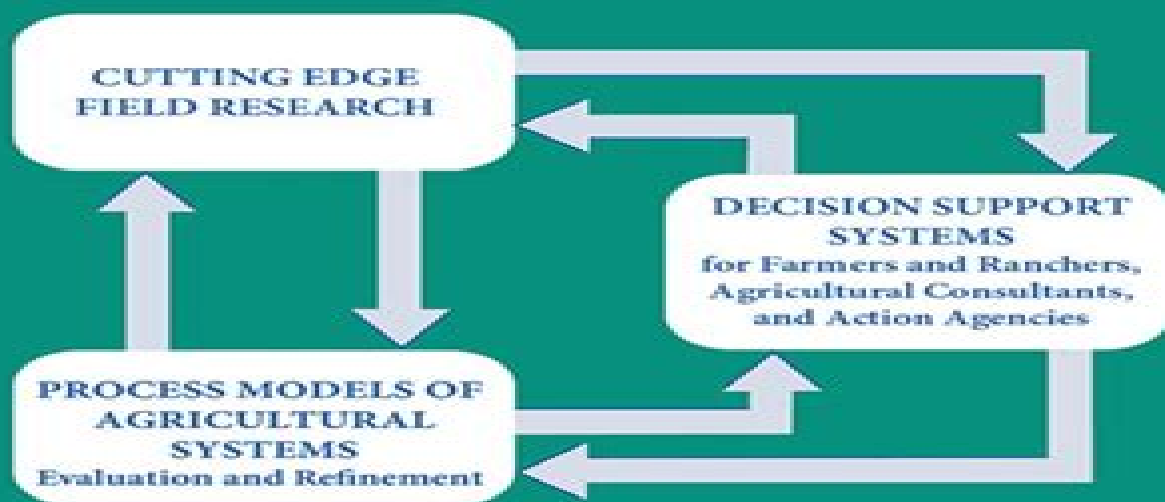 CUTTING EDGE
FIELD RESEARCH
DECISION SUPPORT
SYSTEMS
for Farmers and Ranchers,
Agricultural Consultants,
and Action Agencies
PROCESS MODELS OF
AGRICULTURAL
SYSTEMS
Evaluation and Refinement